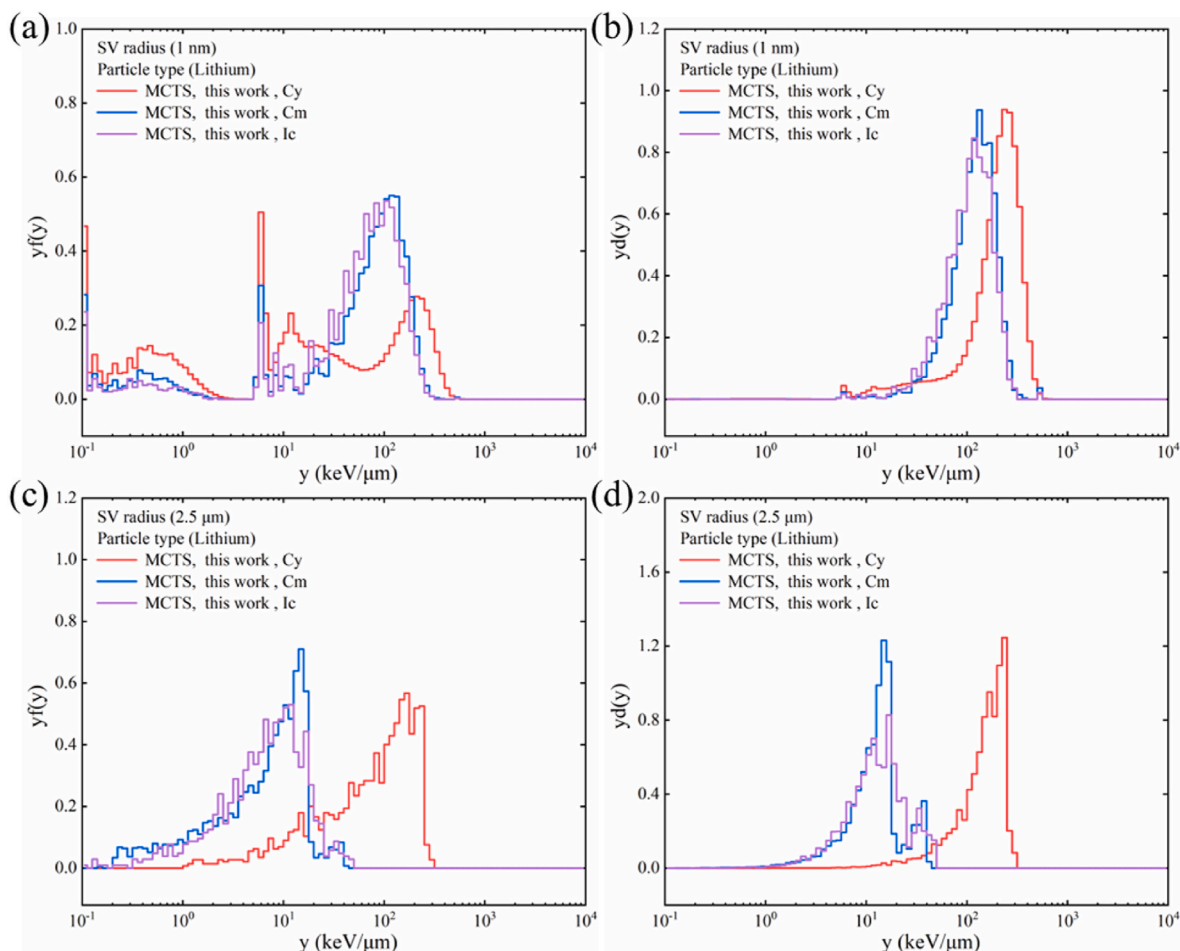 (a)
SV radius (1 nm)
Particle type (Lithium)
MCTS, this work , Cy
MCTS, this work , Cm
MCTS, this work , Ic
yf(y)
1.0
0.8
0.6
0.4
0.2
0.0
10-1
100
101
102
103
104
y (keV/μm)
(b)
SV radius (1 nm)
Particle type (Lithium)
MCTS, this work , Cy
MCTS, this work , Cm
MCTS, this work , Ic
yd(y)
1.2
1.0
0.8
0.6
0.4
0.2
0.0
10-1
100
101
102
103
104
y (keV/μm)
(c)
SV radius (2.5 μm)
Particle type (Lithium)
MCTS, this work , Cy
MCTS, this work , Cm
MCTS, this work , Ic
yf(y)
1.2
1.0
0.8
0.6
0.4
0.2
0.0
10-1
100
101
102
103
104
y (keV/μm)
(d)
SV radius (2.5 μm)
Particle type (Lithium)
MCTS, this work , Cy
MCTS, this work , Cm
MCTS, this work , Ic
yd(y)
2.0
1.6
1.2
0.8
0.4
0.0
10-1
100
101
102
103
104
y (keV/μm)